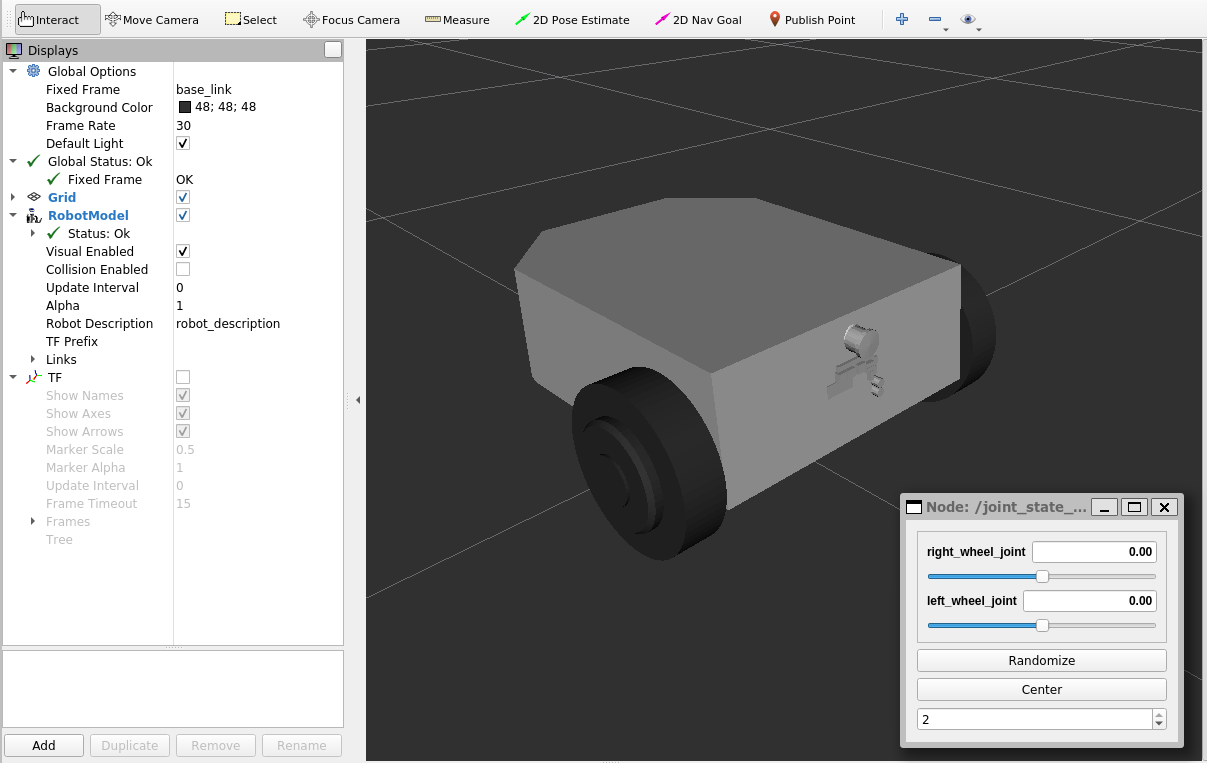 Interact Move Camera Select Focus Camera Measure 2D Pose Estimate 2D Nav Goal Publish Point
Displays
Global Options
Fixed Frame base_link
Background Color 48; 48; 48
Frame Rate 30
Default Light
Global Status: Ok
Fixed Frame OK
Grid
RobotModel
Status: Ok
Visual Enabled
Collision Enabled
Update Interval 0
Alpha 1
Robot Description robot_description
TF Prefix
Links
TF
Show Names
Show Axes
Show Arrows
Marker Scale 0.5
Marker Alpha 1
Update Interval 0
Frame Timeout 15
Frames
Tree
Add Duplicate Remove Rename
Node: /joint_state_...
right_wheel_joint 0.00
left_wheel_joint 0.00
Randomize
Center
2